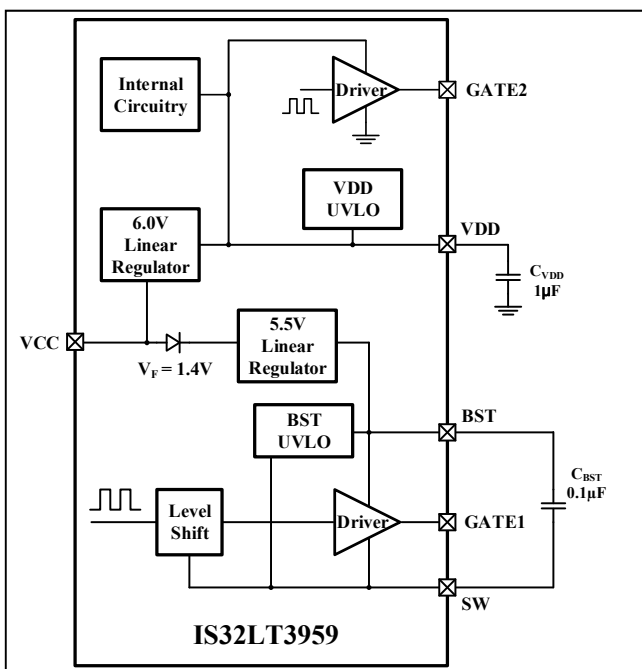 Internal
Circuitry
Driver
GATE2
VDD
UVLO
6.0V
Linear
Regulator
VDD
CVDD
1µF
VCC
VF = 1.4V
5.5V
Linear
Regulator
BST
UVLO
BST
CBST
0.1µF
Level
Shift
Driver
GATE1
SW
IS32LT3959